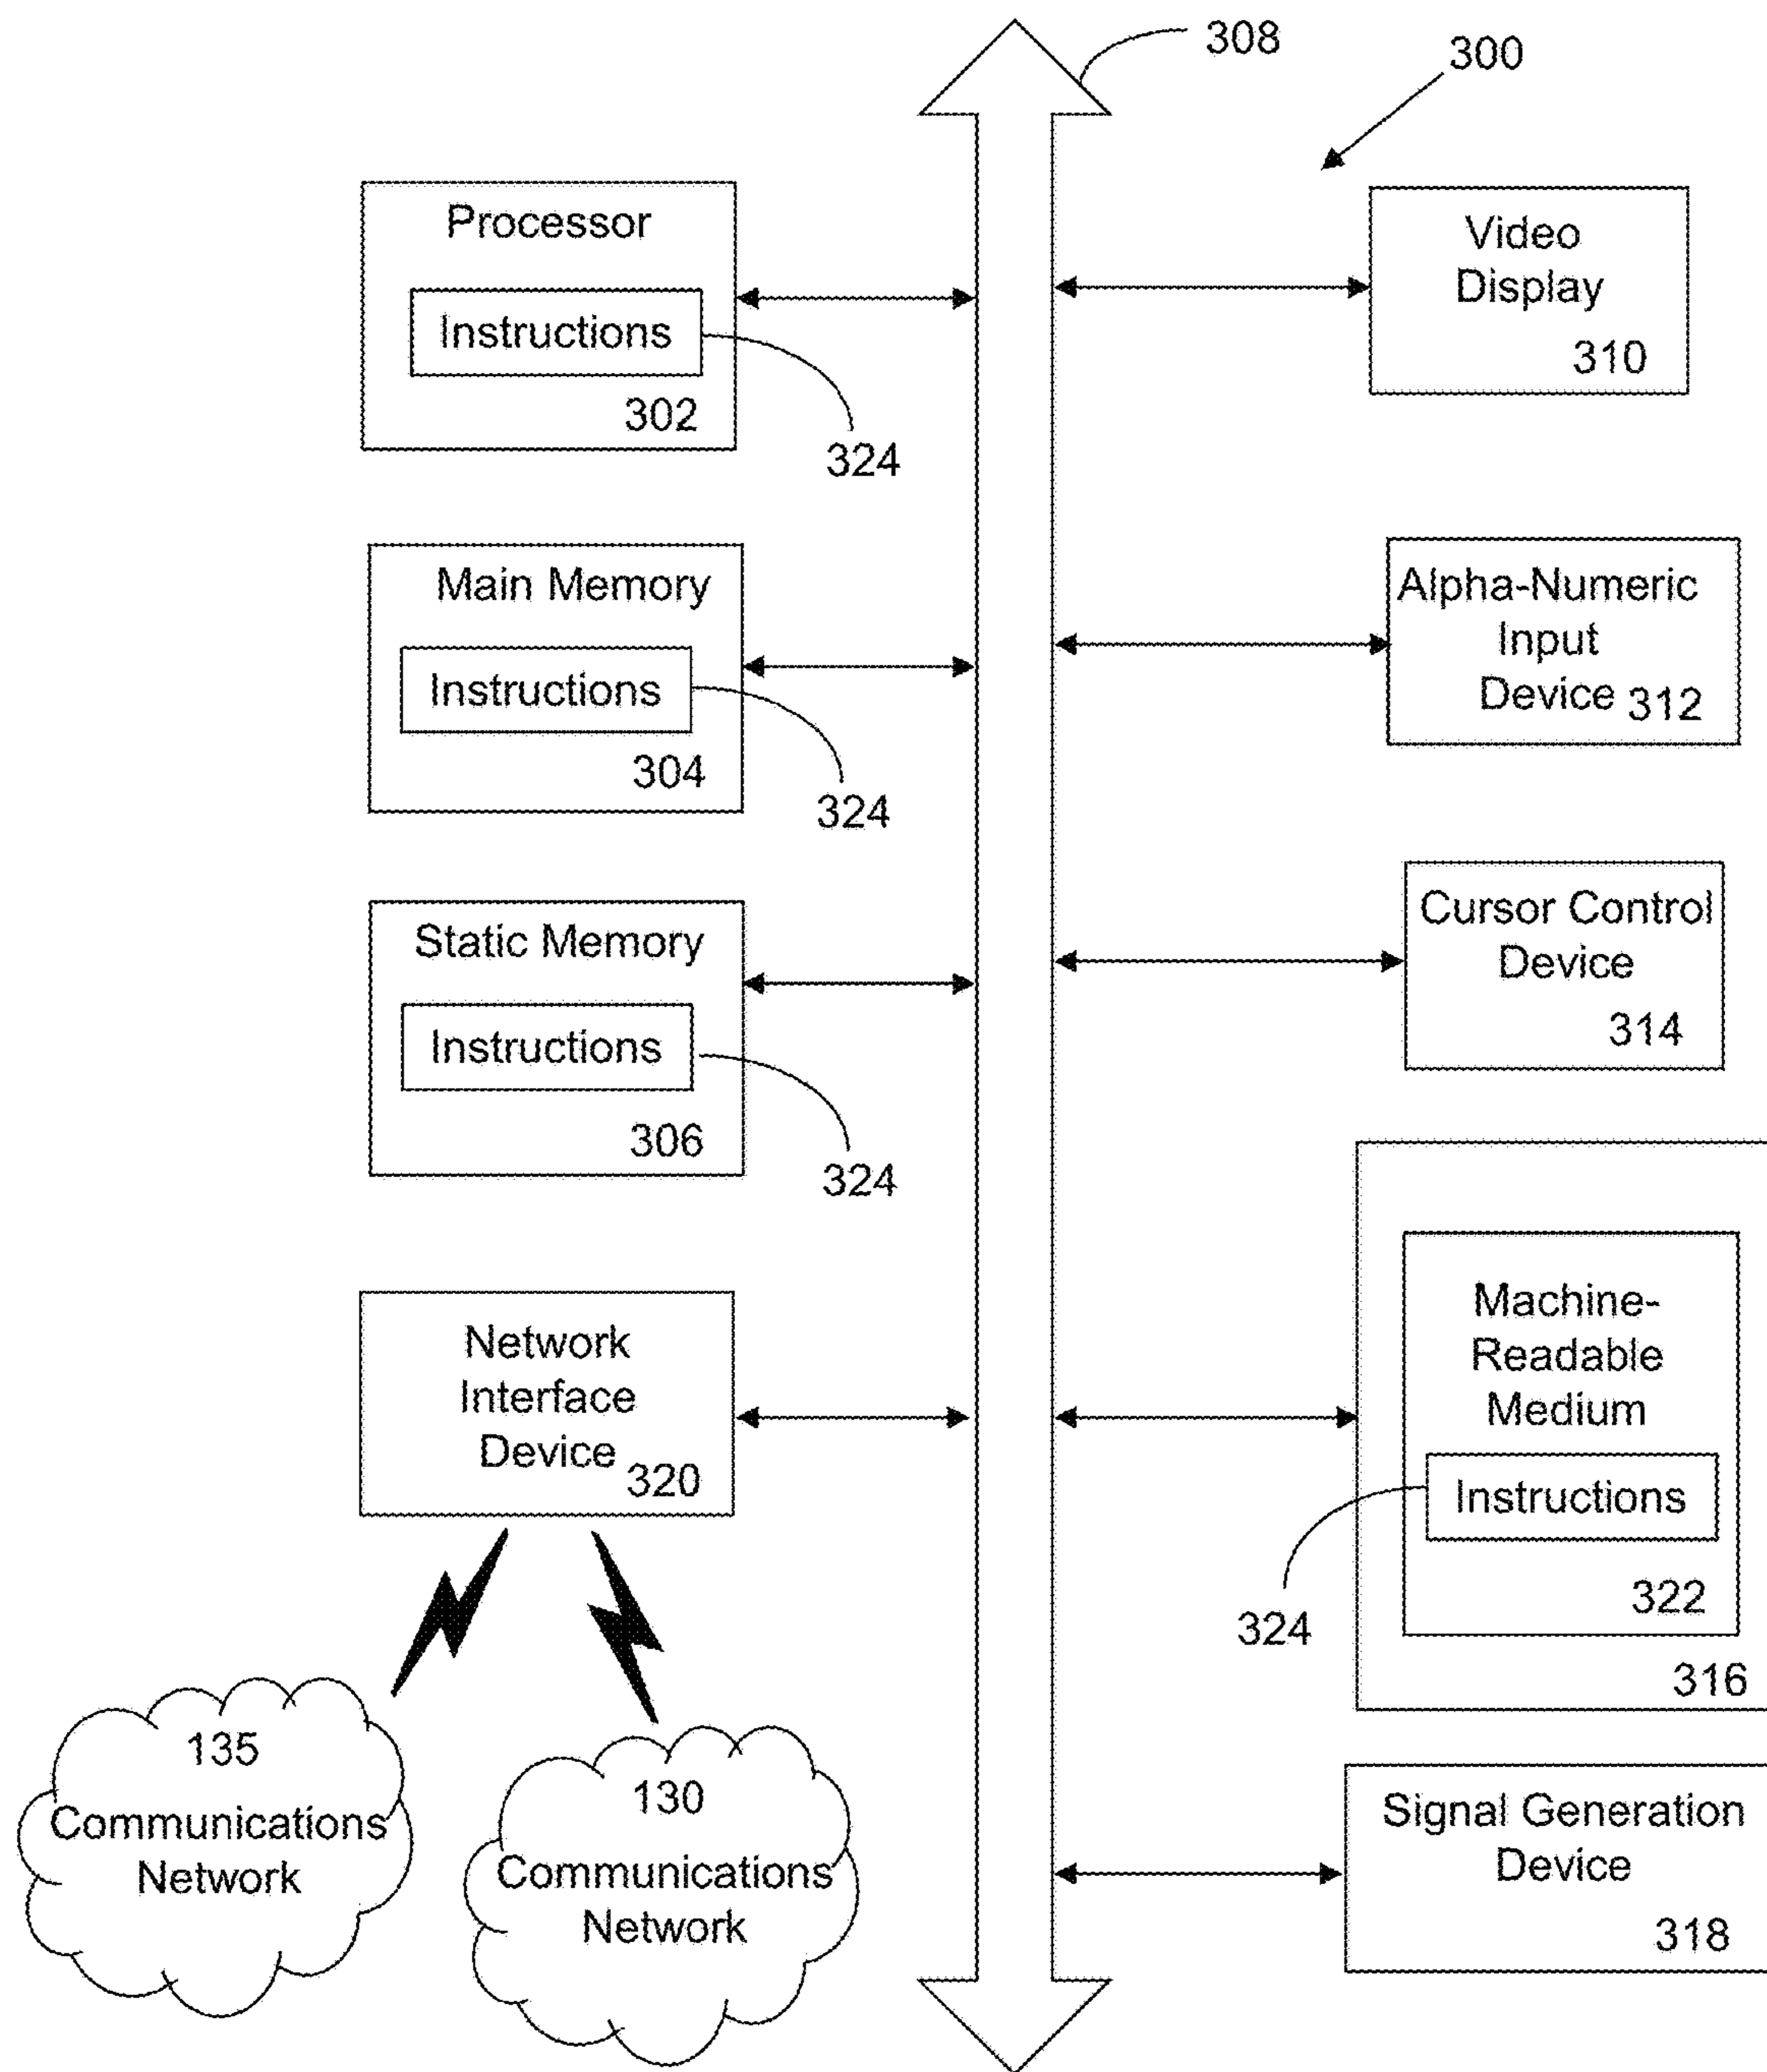 308
300
Processor
Instructions
302
324
Video
Display
310
Main Memory
Instructions
304
324
Alpha-Numeric
Input
Device 312
Static Memory
Instructions
306
324
Cursor Control
Device
314
Network
Interface
Device 320
Machine-
Readable
Medium
Instructions
322
324
316
135
Communications
Network
130
Communications
Network
Signal Generation
Device
318